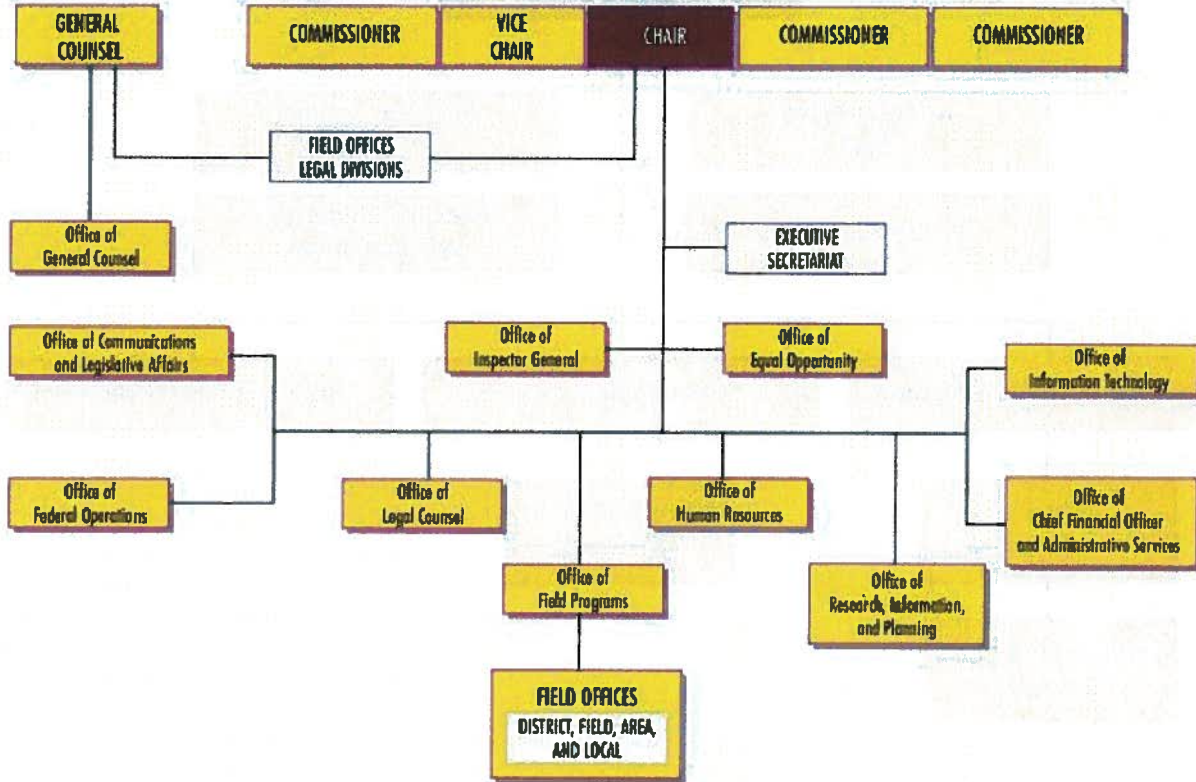 GENERAL
COUNSEL
COMMISSIONER
VICE
CHAIR
CHAIR
COMMISSIONER
COMMISSIONER
FIELD OFFICES
LEGAL DIVISIONS
Office of
General Counsel
EXECUTIVE
SECRETARIAT
Office of Communications
and Legislative Affairs
Office of
Inspector General
Office of
Equal Opportunity
Office of
Information Technology
Office of
Federal Operations
Office of
Legal Counsel
Office of
Human Resources
Office of
Chief Financial Officer
and Administrative Services
Office of
Field Programs
Office of
Research, Information,
and Planning
FIELD OFFICES
DISTRICT, FIELD, AREA,
AND LOCAL